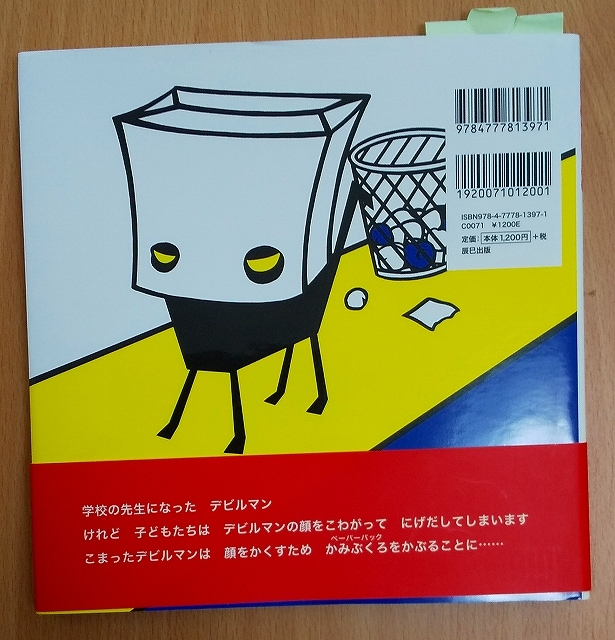 9784777813971
1920071012001
ISBN978-4-7778-1397-1
C0071 ¥1200E
定価：本体1,200円＋税
辰巳出版
学校の先生になった デビルマン
けれど 子どもたちは デビルマンの顔をこわがって にげだしてしまいます
ペーパーバック
こまったデビルマンは 顔をかくすため かみぶくろをかぶることに……